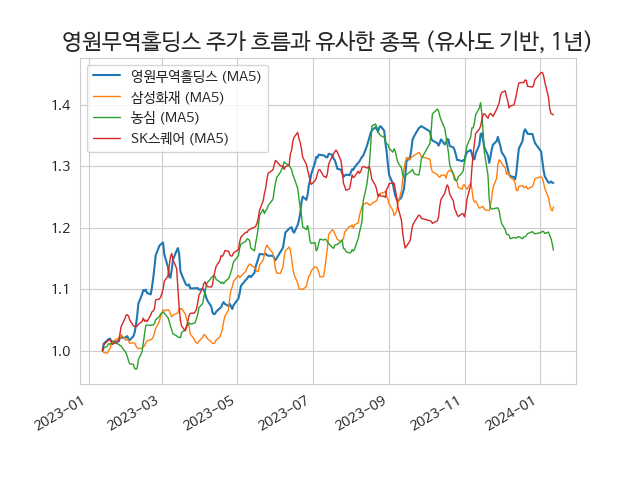 영원무역홀딩스 주가 흐름과 유사한 종목 (유사도 기반, 1년)
영원무역홀딩스 (MA5)
삼성화재 (MA5)
농심 (MA5)
SK스퀘어 (MA5)
1.4
1.3
1.2
1.1
1.0
2023-01
2023-03
2023-05
2023-07
2023-09
2023-11
2024-01